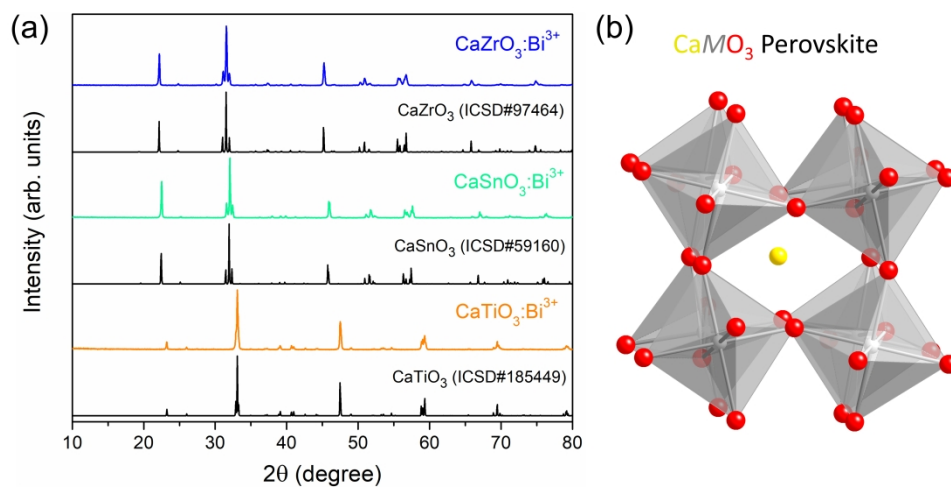 (a)
CaZrO₃:Bi³⁺
CaZrO₃ (ICSD#97464)
CaSnO₃:Bi³⁺
CaSnO₃ (ICSD#59160)
CaTiO₃:Bi³⁺
CaTiO₃ (ICSD#185449)
Intensity (arb. units)
10 20 30 40 50 60 70 80
2θ (degree)
(b)
CaMO₃ Perovskite